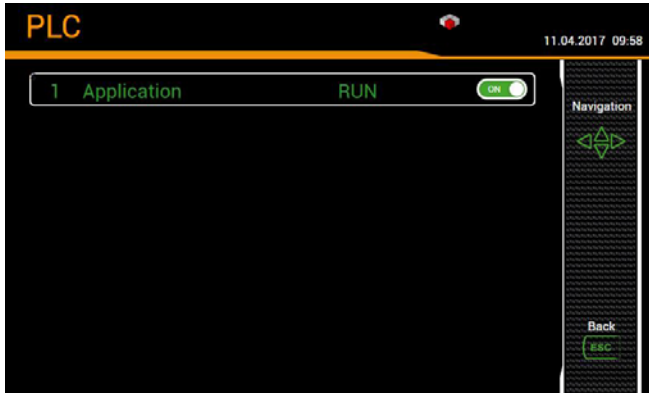 PLC
11.04.2017 09:58
1 Application RUN ON
Navigation
Back
ESC